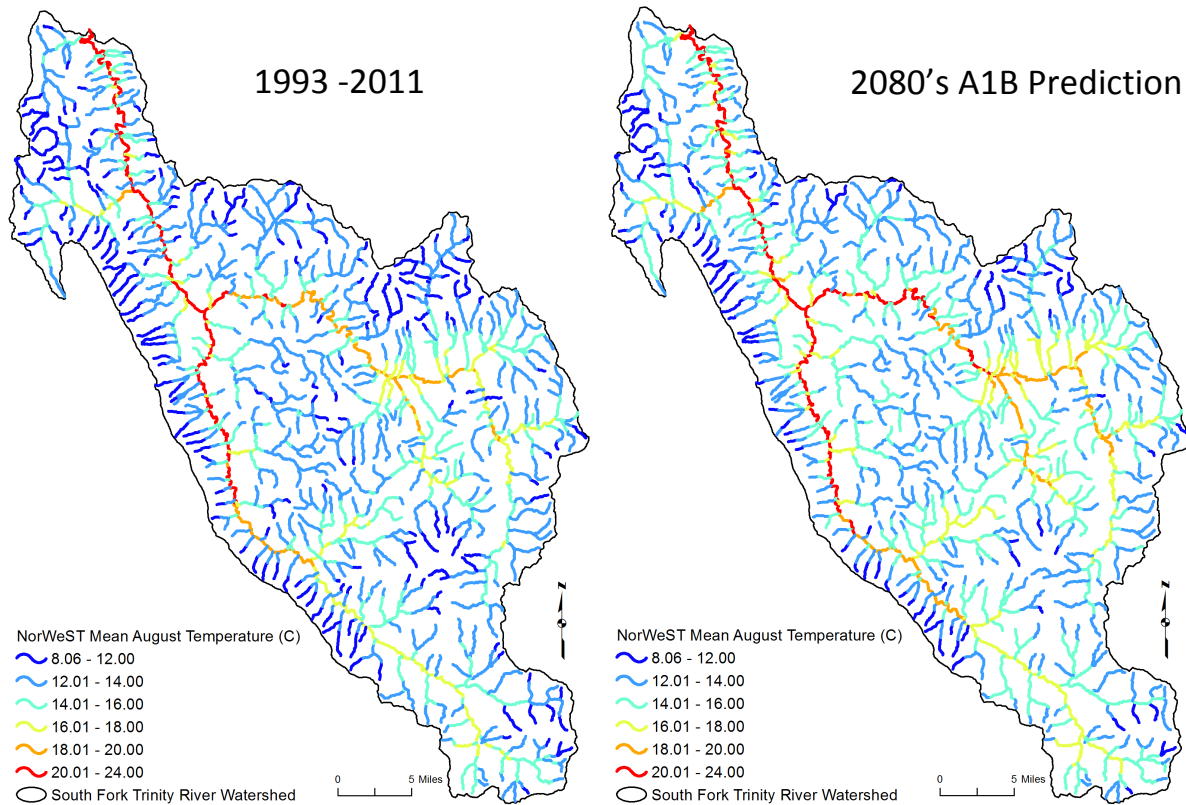 1993 -2011
2080's A1B Prediction
NorWeST Mean August Temperature (C)
8.06 - 12.00
12.01 - 14.00
14.01 - 16.00
16.01 - 18.00
18.01 - 20.00
20.01 - 24.00
South Fork Trinity River Watershed
0 5 Miles
N
NorWeST Mean August Temperature (C)
8.06 - 12.00
12.01 - 14.00
14.01 - 16.00
16.01 - 18.00
18.01 - 20.00
20.01 - 24.00
South Fork Trinity River Watershed
0 5 Miles
N